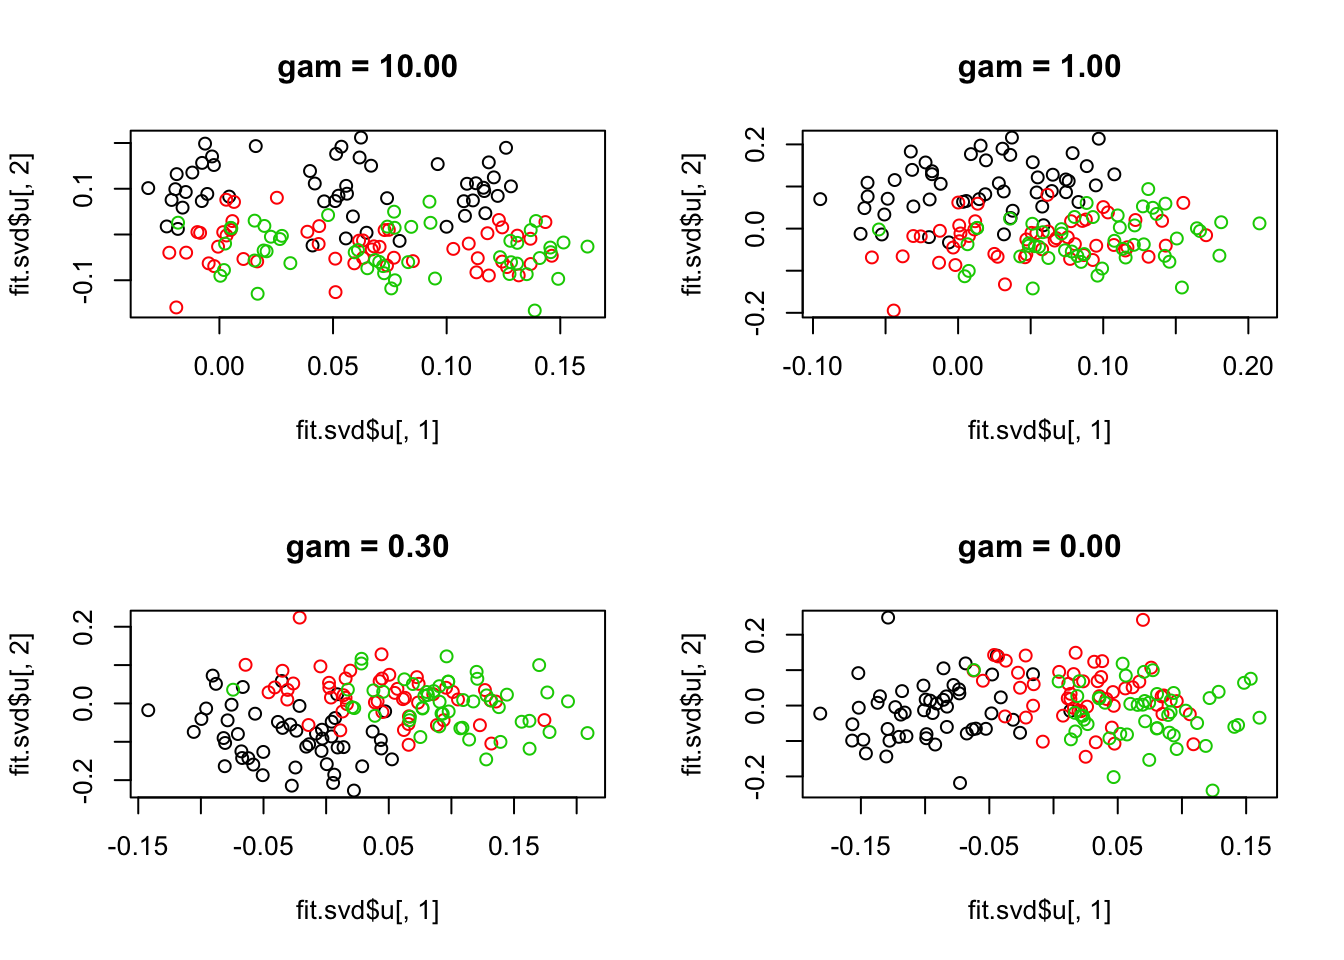 gam = 10.00
fit.svd$u[, 2]
0.1
-0.1
0.00 0.05 0.10 0.15
fit.svd$u[, 1]
gam = 1.00
fit.svd$u[, 2]
0.2
0.0
-0.2
-0.10 0.00 0.10 0.20
fit.svd$u[, 1]
gam = 0.30
fit.svd$u[, 2]
0.2
0.0
-0.2
-0.15 -0.05 0.05 0.15
fit.svd$u[, 1]
gam = 0.00
fit.svd$u[, 2]
0.2
0.0
-0.2
-0.15 -0.05 0.05 0.15
fit.svd$u[, 1]